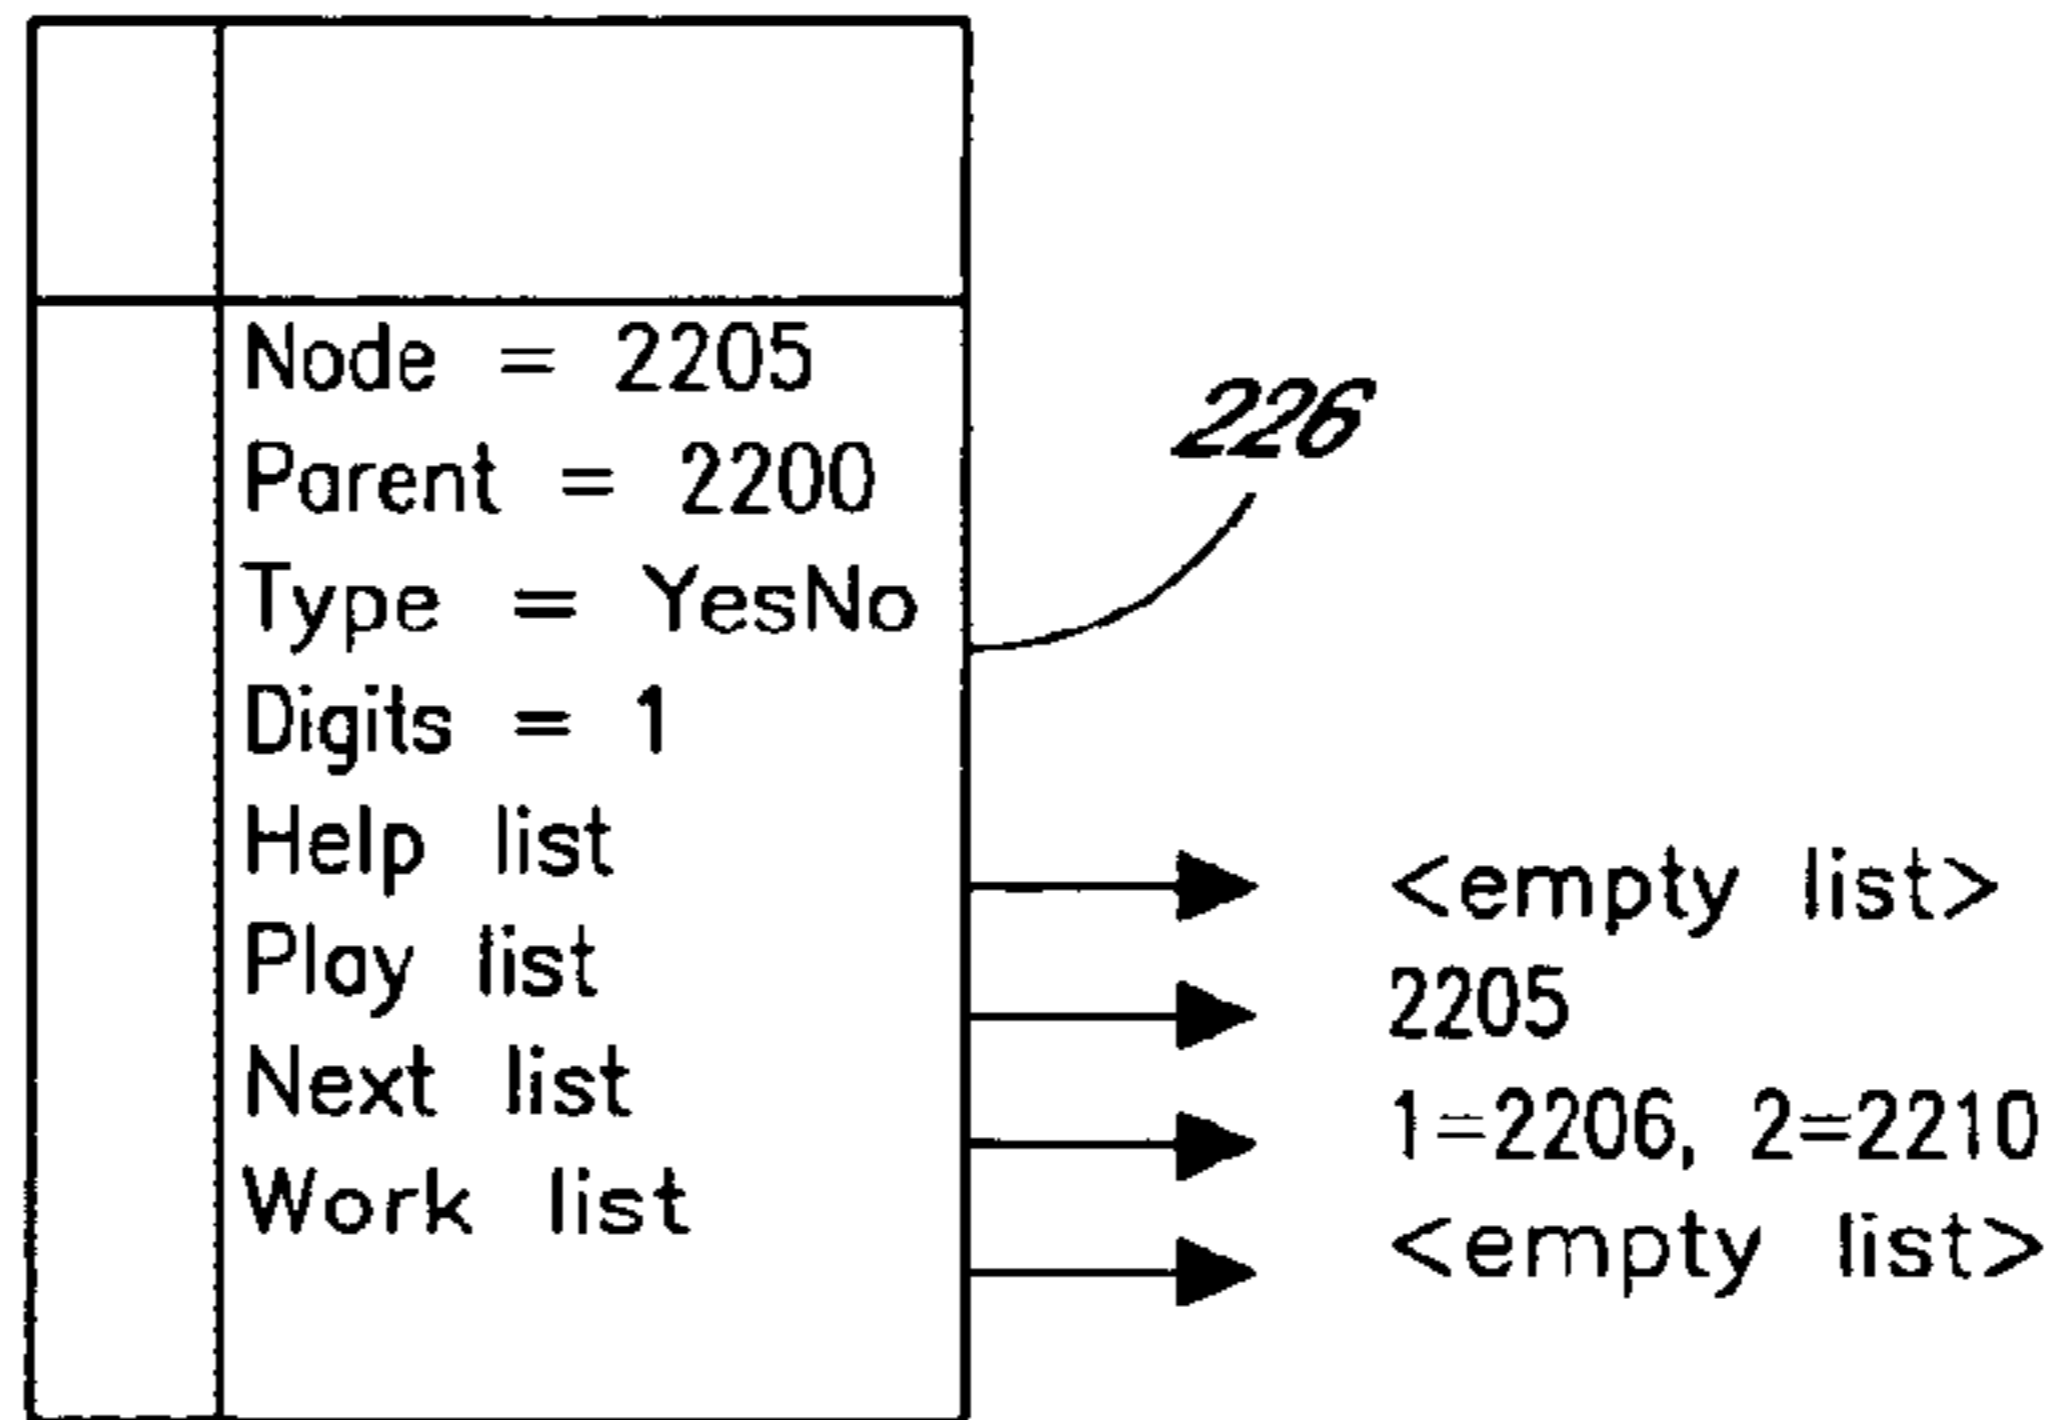 Node = 2205
Parent = 2200
226
Type = YesNo
Digits = 1
Help list
<empty list>
Play list
2205
Next list
1=2206, 2=2210
Work list
<empty list>